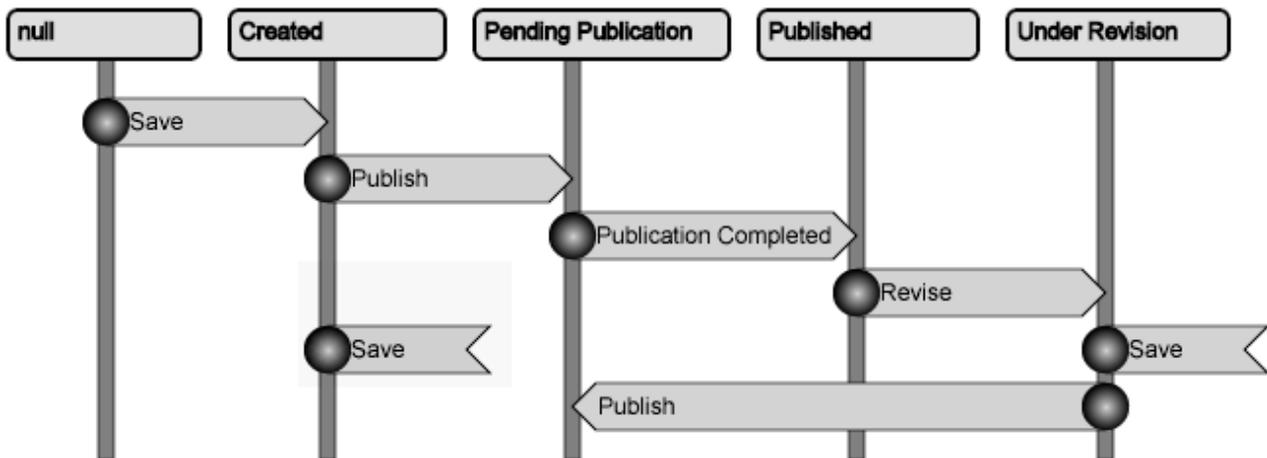 null
Created
Pending Publication
Published
Under Revision
Save
Publish
Publication Completed
Revise
Save
Save
Publish